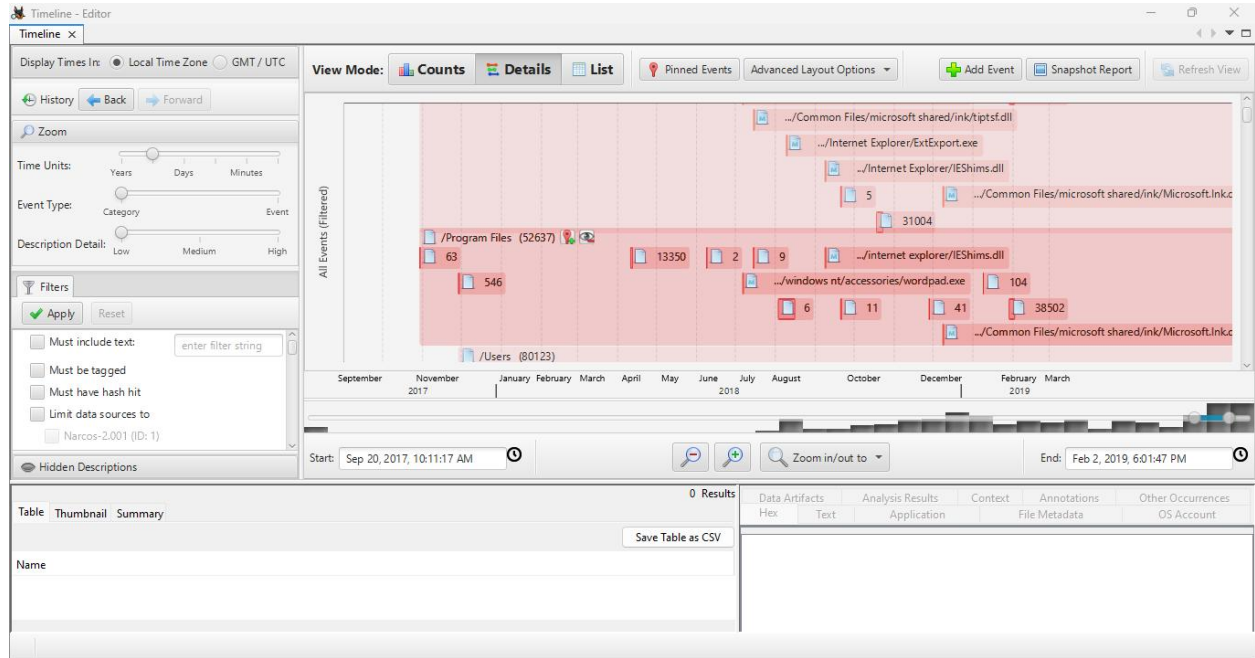 Timeline - Editor
Timeline ×
Display Times In: Local Time Zone GMT / UTC
View Mode: Counts Details List Pinned Events Advanced Layout Options Add Event Snapshot Report Refresh View
History Back Forward
Zoom
Time Units: Years Days Minutes
Event Type: Category Event
Description Detail: Low Medium High
Filters
Apply Reset
Must include text: enter filter string
Must be tagged
Must have hash hit
Limit data sources to
Narcos-2.001 (ID: 1)
Hidden Descriptions
All Events (Filtered)
.../Common Files/microsoft shared/ink/tiptsf.dll
.../Internet Explorer/ExtExport.exe
.../Internet Explorer/IEShims.dll
5 .../Common Files/microsoft shared/ink/Microsoft.Ink.c
31004
/Program Files (52637)
63 13350 2 9 .../internet explorer/IEShims.dll
546 .../windows nt/accessories/wordpad.exe 104
6 11 41 38502
.../Common Files/microsoft shared/ink/Microsoft.Ink.c
/Users (80123)
September November January February March April May June July August October December February March
2017 2018 2019
Start: Sep 20, 2017, 10:11:17 AM Zoom in/out to End: Feb 2, 2019, 6:01:47 PM
0 Results
Table Thumbnail Summary
Save Table as CSV
Name
Data Artifacts Analysis Results Context Annotations Other Occurrences
Hex Text Application File Metadata OS Account